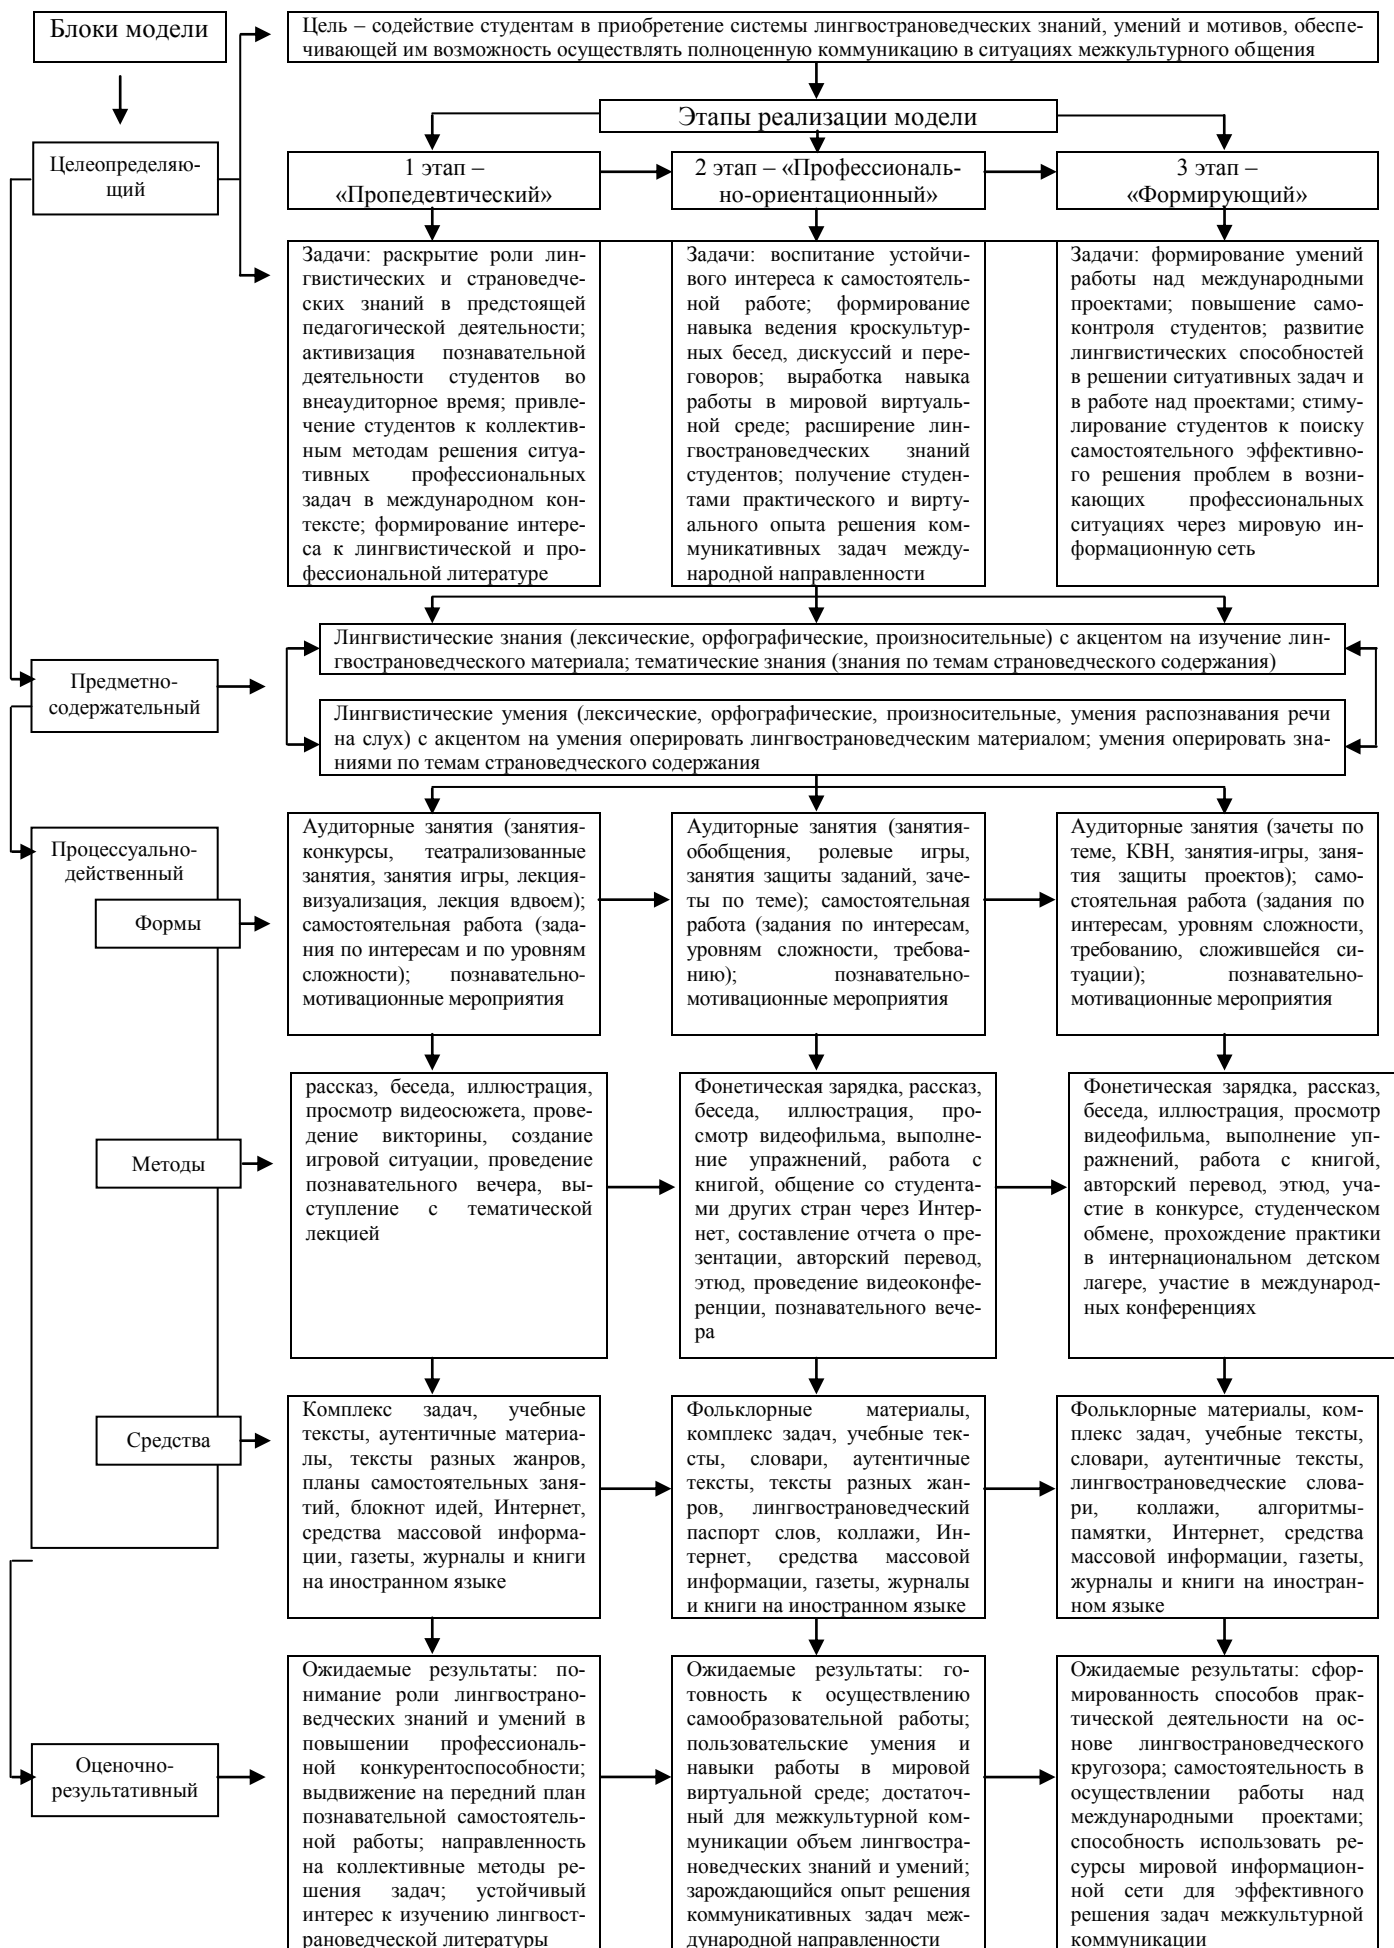 Блоки модели
Цель – содействие студентам в приобретение системы лингвострановедческих знаний, умений и мотивов, обеспе-
чивающей им возможность осуществлять полноценную коммуникацию в ситуациях межкультурного общения
Этапы реализации модели
Целеопределяю-
щий
1 этап –
«Пропедевтический»
2 этап – «Профессиональ-
но-ориентационный»
3 этап –
«Формирующий»
Задачи: раскрытие роли лин-
гвистических и страноведче-
ских знаний в предстоящей
педагогической деятельности;
активизация познавательной
деятельности студентов во
внеаудиторное время; привле-
чение студентов к коллектив-
ным методам решения ситу-
ативных профессиональных
задач в международном кон-
тексте; формирование интере-
са к лингвистической и про-
фессиональной литературе
Задачи: воспитание устойчи-
вого интереса к самостоятель-
ной работе; формирование
навыка ведения кроскультур-
ных бесед, дискуссий и пере-
говоров; выработка навыка
работы в мировой виртуаль-
ной среде; расширение лин-
гвострановедческих знаний
студентов; получение студен-
тами практического и вирту-
ального опыта решения ком-
муникативных задач между-
народной направленности
Задачи: формирование умений
работы над международными
проектами; повышение само-
контроля студентов; развитие
лингвистических способностей
в решении ситуативных задач и
в работе над проектами; стиму-
лирование студентов к поиску
самостоятельного эффективно-
го решения проблем в возни-
кающих профессиональных
ситуациях через мировую ин-
формационную сеть
Предметно-
содержательный
Лингвистические знания (лексические, орфографические, произносительные) с акцентом на изучение лин-
гвострановедческого материала; тематические знания (знания по темам страноведческого содержания)
Лингвистические умения (лексические, орфографические, произносительные, умения распознавания речи
на слух) с акцентом на умения оперировать лингвострановедческим материалом; умения оперировать зна-
ниями по темам страноведческого содержания
Процессуально-
действенный
Формы
Аудиторные занятия (занятия-
конкурсы, театрализованные
занятия, занятия игры, лекция-
визуализация, лекция вдвоем);
самостоятельная работа (зада-
ния по интересам и по уровням
сложности); познавательно-
мотивационные мероприятия
Аудиторные занятия (занятия-
обобщения, ролевые игры,
занятия защиты заданий, заче-
ты по теме); самостоятельная
работа (задания по интересам,
уровням сложности, требова-
нию); познавательно-
мотивационные мероприятия
Аудиторные занятия (зачеты по
теме, КВН, занятия-игры, заня-
тия защиты проектов); само-
стоятельная работа (задания по
интересам, уровням сложности,
требованию, сложившейся си-
туации); познавательно-
мотивационные мероприятия
Методы
рассказ, беседа, иллюстрация,
просмотр видеосюжета, прове-
дение викторины, создание
игровой ситуации, проведение
познавательного вечера, вы-
ступление с тематической
лекцией
Фонетическая зарядка, рассказ,
беседа, иллюстрация, про-
смотр видеофильма, выполне-
ние упражнений, работа с
книгой, общение со студента-
ми других стран через Интер-
нет, составление отчета о пре-
зентации, авторский перевод,
этюд, проведение видеоконфе-
ренции, познавательного вече-
ра
Фонетическая зарядка, рассказ,
беседа, иллюстрация, просмотр
видеофильма, выполнение уп-
ражнений, работа с книгой,
авторский перевод, этюд, уча-
стие в конкурсе, студенческом
обмене, прохождение практики
в интернациональном детском
лагере, участие в международ-
ных конференциях
Средства
Комплекс задач, учебные
тексты, аутентичные материа-
лы, тексты разных жанров,
планы самостоятельных заня-
тий, блокнот идей, Интернет,
средства массовой информа-
ции, газеты, журналы и книги
на иностранном языке
Фольклорные материалы,
комплекс задач, учебные тек-
сты, словари, аутентичные
тексты, тексты разных жан-
ров, лингвострановедческий
паспорт слов, коллажи, Ин-
тернет, средства массовой
информации, газеты, журналы
и книги на иностранном языке
Фольклорные материалы, ком-
плекс задач, учебные тексты,
словари, аутентичные тексты,
лингвострановедческие слова-
ри, коллажи, алгоритмы-
памятки, Интернет, средства
массовой информации, газеты,
журналы и книги на иностран-
ном языке
Оценочно-
результативный
Ожидаемые результаты: по-
нимание роли лингвострано-
ведческих знаний и умений в
повышении профессиональ-
ной конкурентоспособности;
выдвижение на передний план
познавательной самостоятель-
ной работы; направленность
на коллективные методы ре-
шения задач; устойчивый
интерес к изучению лингвост-
рановедческой литературы
Ожидаемые результаты: го-
товность к осуществлению
самообразовательной работы;
пользовательские умения и
навыки работы в мировой
виртуальной среде; достаточ-
ный для межкультурной ком-
муникации объем лингвостра-
новедческих знаний и умений;
зарождающийся опыт решения
коммуникативных задач меж-
дународной направленности
Ожидаемые результаты: сфор-
мированность способов прак-
тической деятельности на ос-
нове лингвострановедческого
кругозора; самостоятельность в
осуществлении работы над
международными проектами;
способность использовать ре-
сурсы мировой информацион-
ной сети для эффективного
решения задач межкультурной
коммуникации